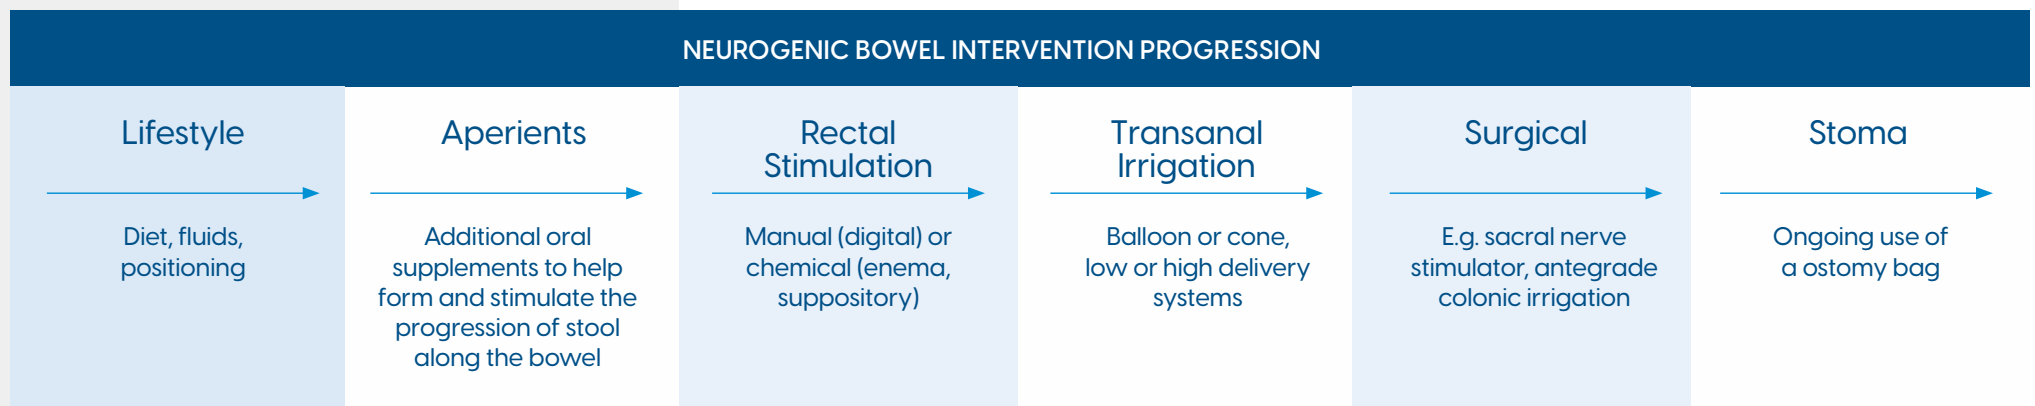 NEUROGENIC BOWEL INTERVENTION PROGRESSION
Lifestyle
Diet, fluids,
positioning
Aperients
Additional oral
supplements to help
form and stimulate the
progression of stool
along the bowel
Rectal
Stimulation
Manual (digital) or
chemical (enema,
suppository)
Transanal
Irrigation
Balloon or cone,
low or high delivery
systems
Surgical
E.g. sacral nerve
stimulator, antegrade
colonic irrigation
Stoma
Ongoing use of
a ostomy bag